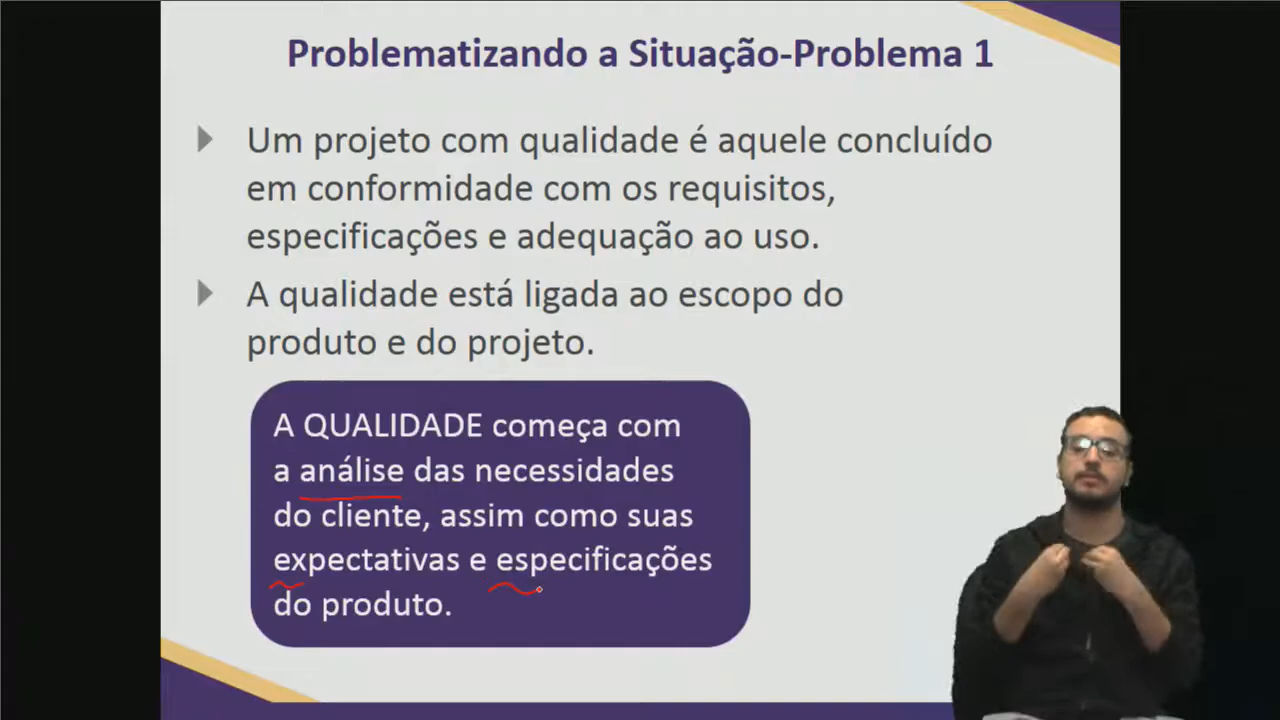 Problematizando a Situação-Problema 1
Um projeto com qualidade é aquele concluído
em conformidade com os requisitos,
especificações e adequação ao uso.
A qualidade está ligada ao escopo do
produto e do projeto.
A QUALIDADE começa com
a análise das necessidades
do cliente, assim como suas
expectativas e especificações
do produto.